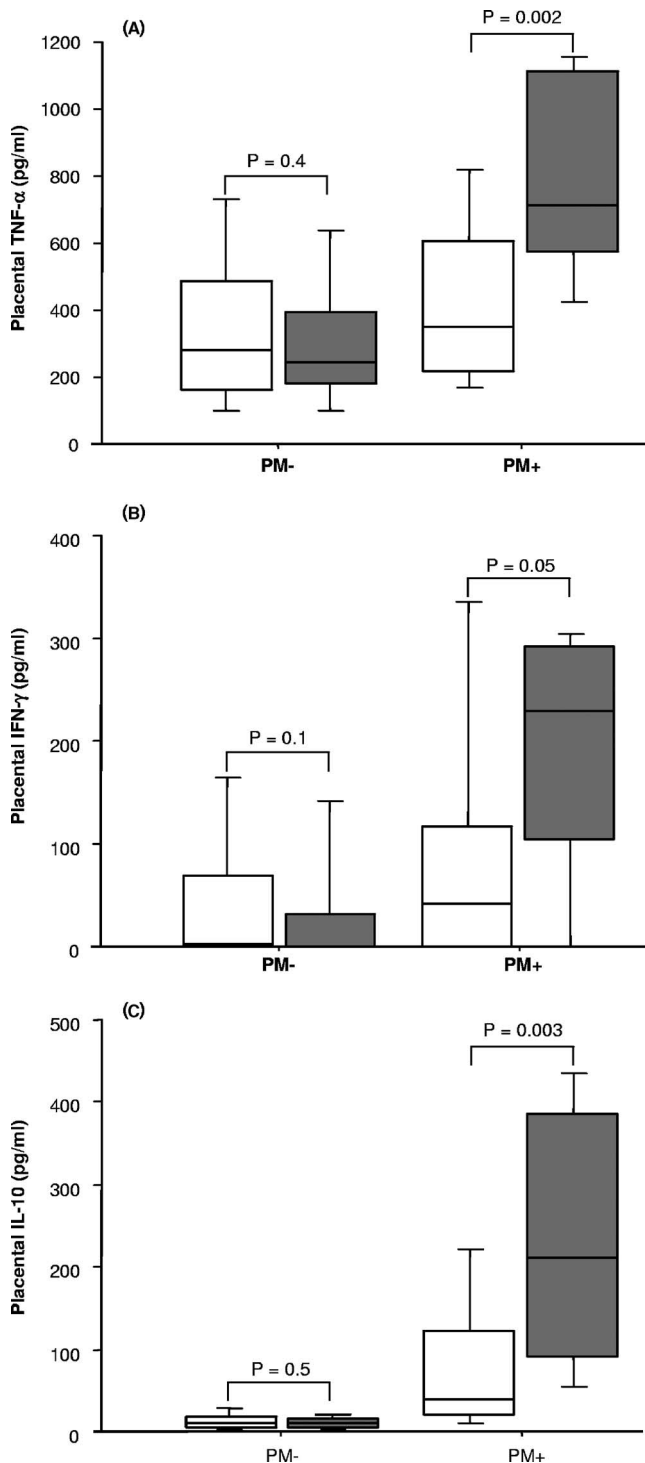 (A)
P = 0.002
1200
1000
P = 0.4
800
600
400
200
0
Placental TNF-α (pg/ml)
PM-
PM+
(B)
400
P = 0.05
300
P = 0.1
200
100
0
Placental IFN-γ (pg/ml)
PM-
PM+
(C)
500
P = 0.003
400
300
200
100
P = 0.5
0
Placental IL-10 (pg/ml)
PM-
PM+